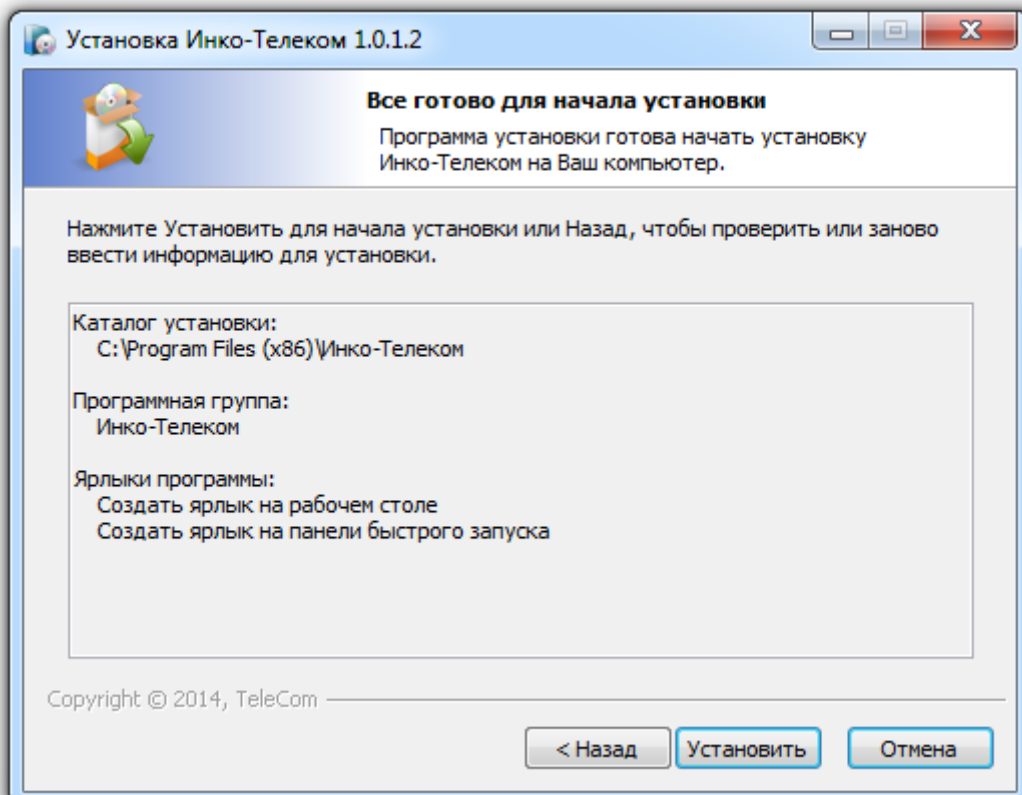 Установка Инко-Телеком 1.0.1.2
Все готово для начала установки
Программа установки готова начать установку
Инко-Телеком на Ваш компьютер.
Нажмите Установить для начала установки или Назад, чтобы проверить или заново
ввести информацию для установки.
Каталог установки:
C:\Program Files (x86)\Инко-Телеком
Программная группа:
Инко-Телеком
Ярлыки программы:
Создать ярлык на рабочем столе
Создать ярлык на панели быстрого запуска
Copyright © 2014, TeleCom
< Назад
Установить
Отмена